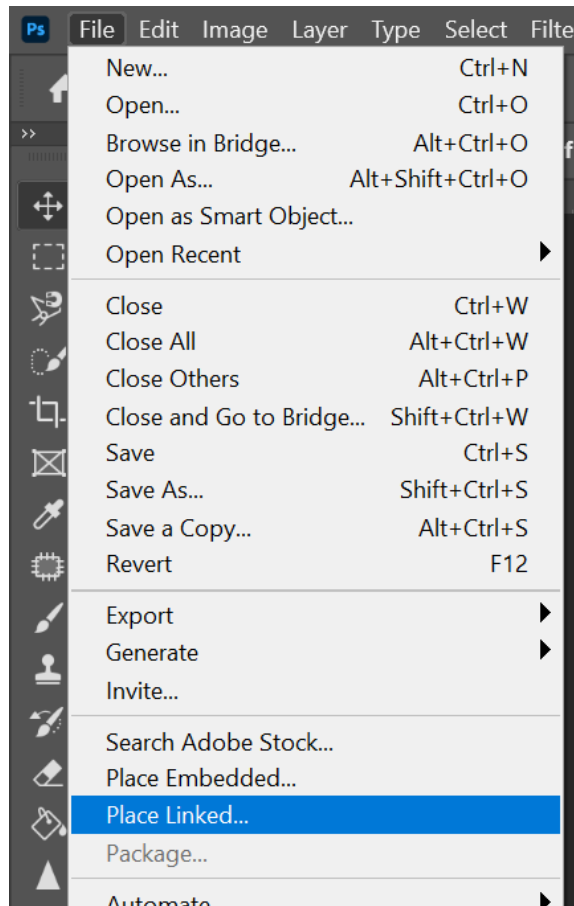 Ps File Edit Image Layer Type Select Filte
New... Ctrl+N
Open... Ctrl+O
Browse in Bridge... Alt+Ctrl+O
Open As... Alt+Shift+Ctrl+O
Open as Smart Object...
Open Recent
Close Ctrl+W
Close All Alt+Ctrl+W
Close Others Alt+Ctrl+P
Close and Go to Bridge... Shift+Ctrl+W
Save Ctrl+S
Save As... Shift+Ctrl+S
Save a Copy... Alt+Ctrl+S
Revert F12
Export
Generate
Invite...
Search Adobe Stock...
Place Embedded...
Place Linked...
Package...
Automate